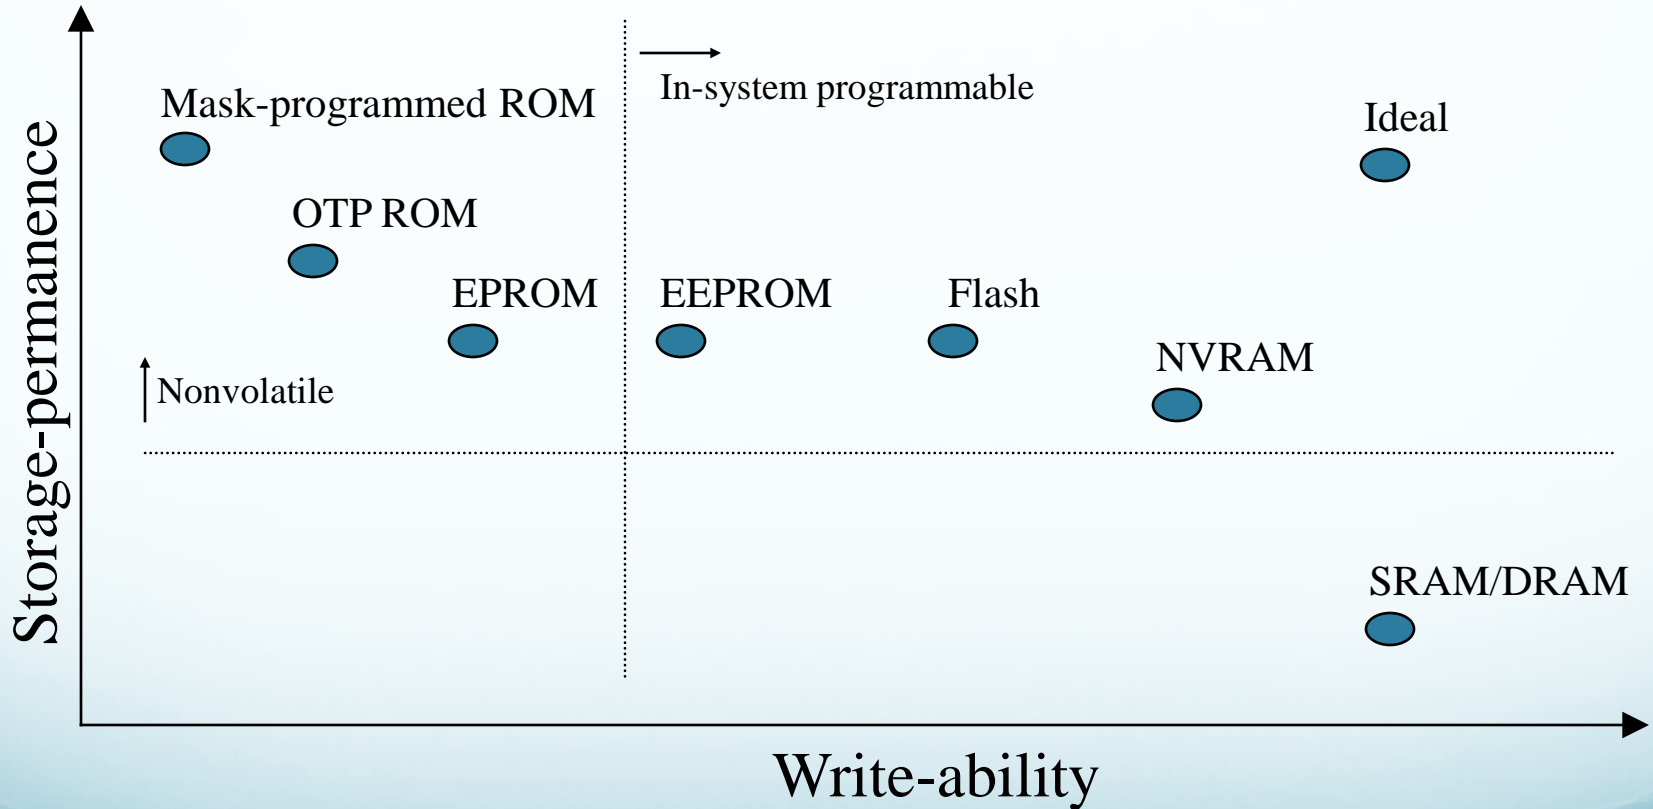 Mask-programmed ROM
In-system programmable
Ideal
OTP ROM
EPROM
EEPROM
Flash
NVRAM
Nonvolatile
Storage-permanence
SRAM/DRAM
Write-ability